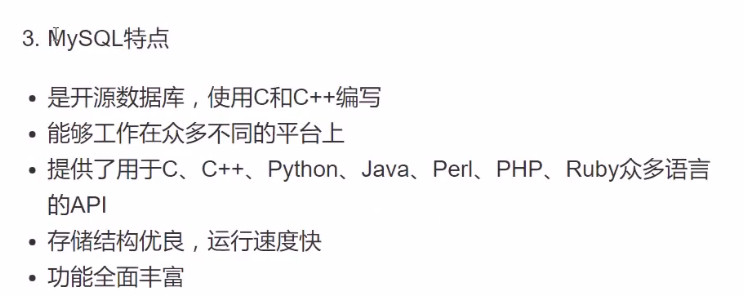 3. MySQL特点
• 是开源数据库，使用C和C++编写
• 能够工作在众多不同的平台上
• 提供了用于C、C++、Python、Java、Perl、PHP、Ruby众多语言
的API
• 存储结构优良，运行速度快
• 功能全面丰富